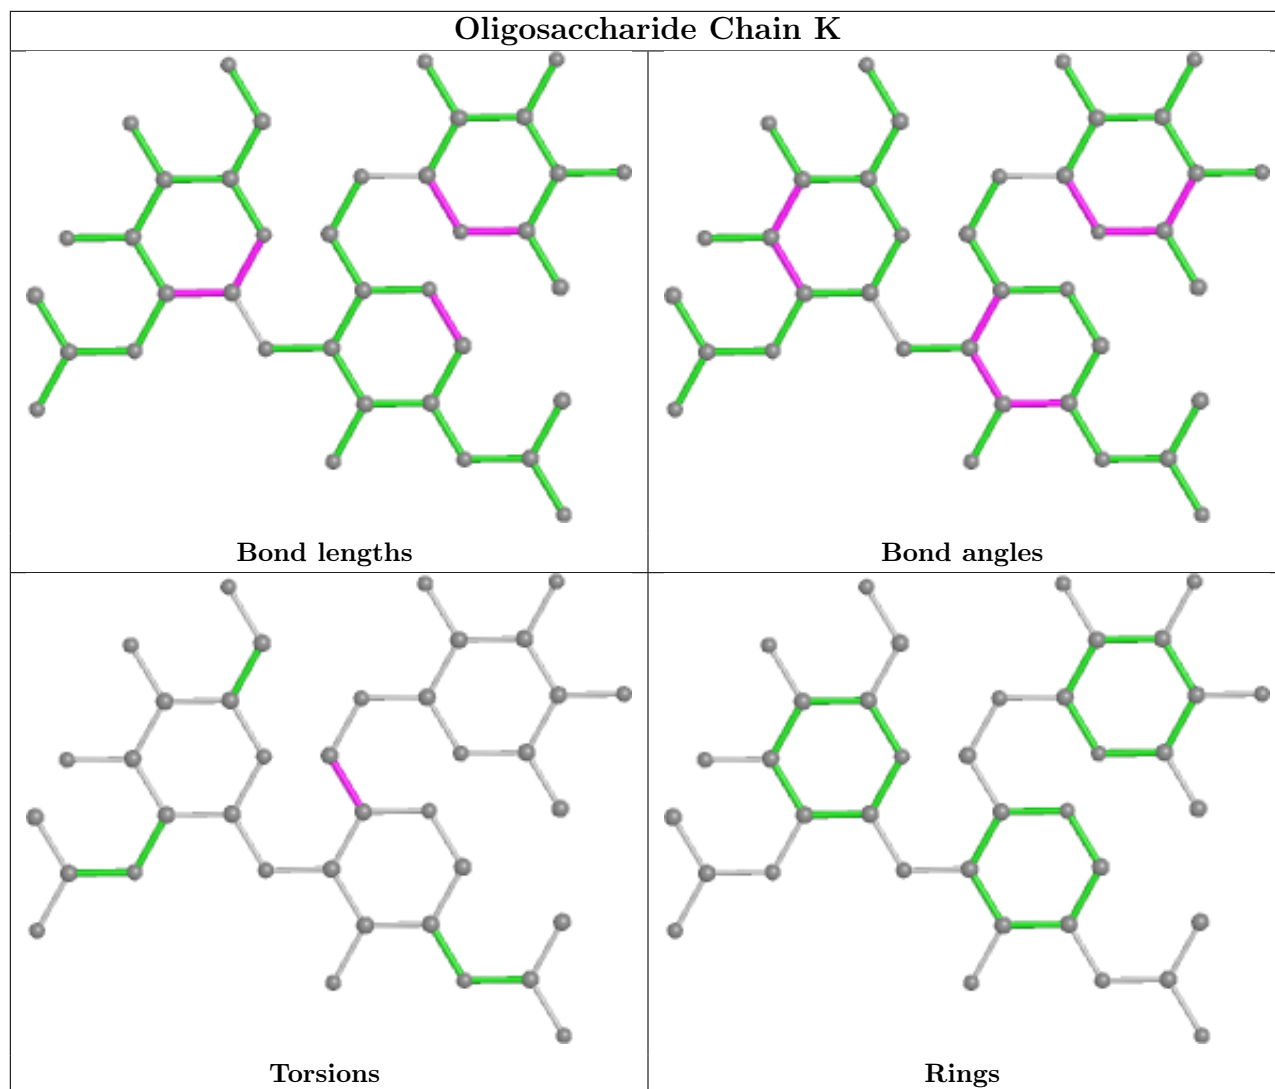 Oligosaccharide Chain K
Bond lengths
Bond angles
Torsions
Rings